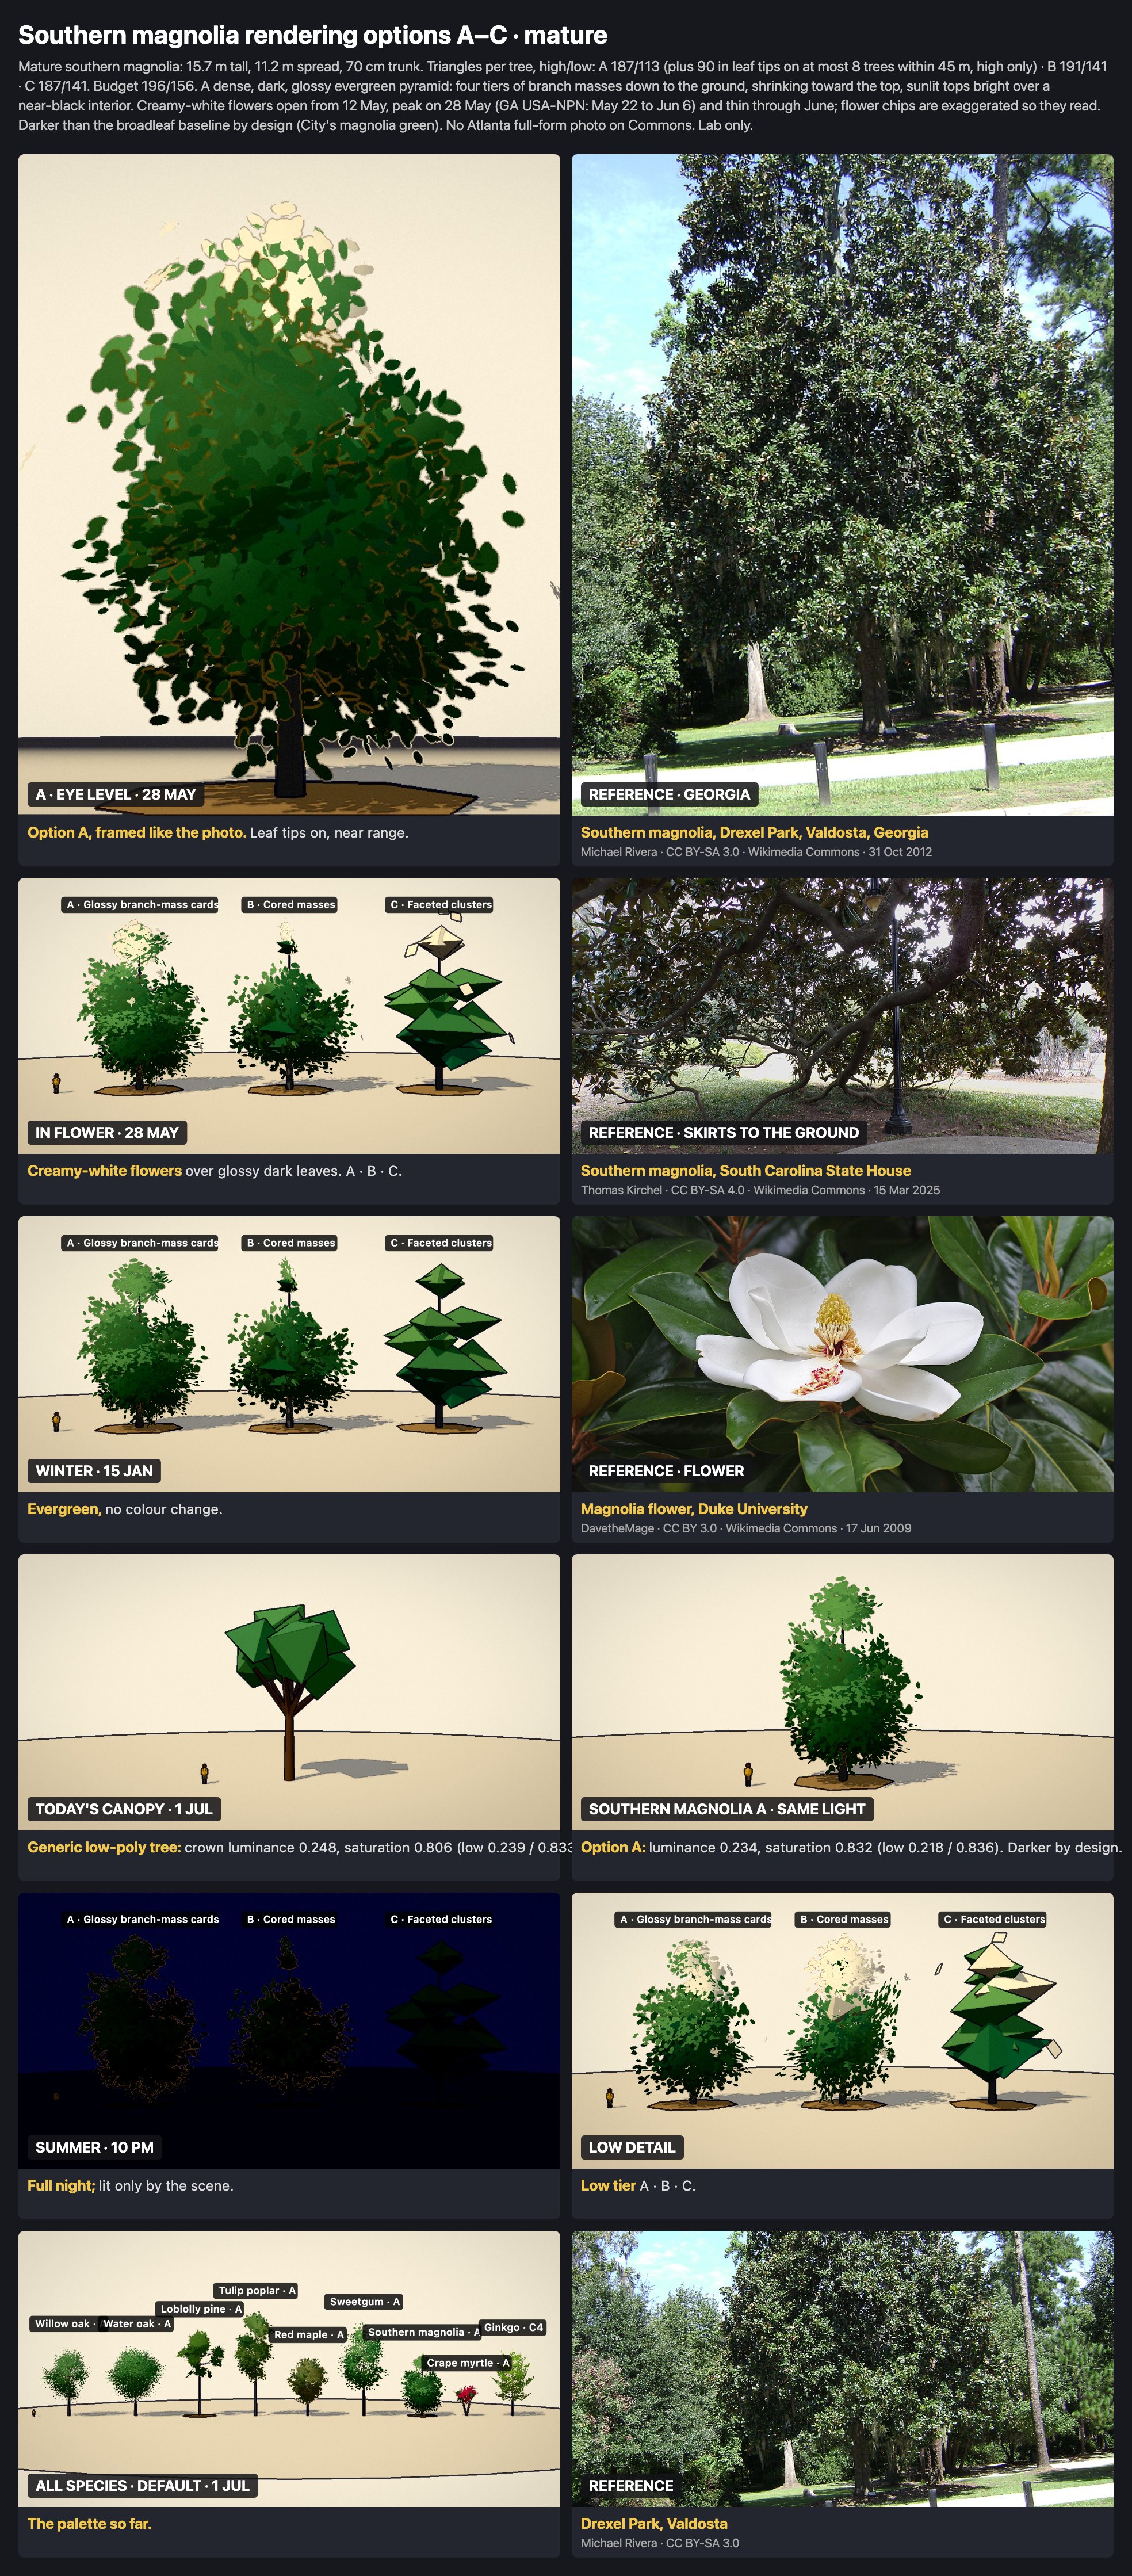 Southern magnolia rendering options A–C · mature
Mature southern magnolia: 15.7 m tall, 11.2 m spread, 70 cm trunk. Triangles per tree, high/low: A 187/113 (plus 90 in leaf tips on at most 8 trees within 45 m, high only) · B 191/141
· C 187/141. Budget 196/156. A dense, dark, glossy evergreen pyramid: four tiers of branch masses down to the ground, shrinking toward the top, sunlit tops bright over a
near-black interior. Creamy-white flowers open from 12 May, peak on 28 May (GA USA-NPN: May 22 to Jun 6) and thin through June; flower chips are exaggerated so they read.
Darker than the broadleaf baseline by design (City's magnolia green). No Atlanta full-form photo on Commons. Lab only.
A · EYE LEVEL · 28 MAY
Option A, framed like the photo. Leaf tips on, near range.
REFERENCE · GEORGIA
Southern magnolia, Drexel Park, Valdosta, Georgia
Michael Rivera · CC BY-SA 3.0 · Wikimedia Commons · 31 Oct 2012
A · Glossy branch-mass cards
B · Cored masses
C · Faceted clusters
IN FLOWER · 28 MAY
Creamy-white flowers over glossy dark leaves. A · B · C.
REFERENCE · SKIRTS TO THE GROUND
Southern magnolia, South Carolina State House
Thomas Kirchel · CC BY-SA 4.0 · Wikimedia Commons · 15 Mar 2025
A · Glossy branch-mass cards
B · Cored masses
C · Faceted clusters
WINTER · 15 JAN
Evergreen, no colour change.
REFERENCE · FLOWER
Magnolia flower, Duke University
DavetheMage · CC BY 3.0 · Wikimedia Commons · 17 Jun 2009
TODAY'S CANOPY · 1 JUL
Generic low-poly tree: crown luminance 0.248, saturation 0.806 (low 0.239 / 0.833
SOUTHERN MAGNOLIA A · SAME LIGHT
Option A: luminance 0.234, saturation 0.832 (low 0.218 / 0.836). Darker by design.
A · Glossy branch-mass cards
B · Cored masses
C · Faceted clusters
SUMMER · 10 PM
Full night; lit only by the scene.
A · Glossy branch-mass cards
B · Cored masses
C · Faceted clusters
LOW DETAIL
Low tier A · B · C.
Tulip poplar · A
Loblolly pine · A
Sweetgum · A
Willow oak ·
Water oak · A
Red maple · A
Southern magnolia · A
Ginkgo · C4
Crape myrtle · A
ALL SPECIES · DEFAULT · 1 JUL
The palette so far.
REFERENCE
Drexel Park, Valdosta
Michael Rivera · CC BY-SA 3.0